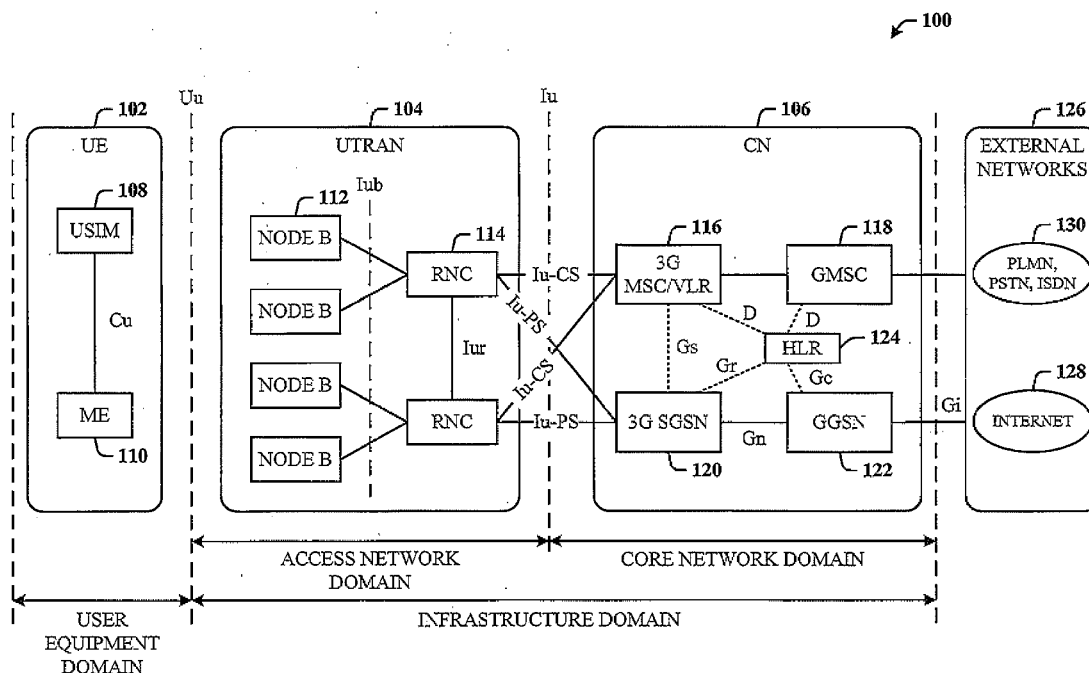 100
102
UE
108
USIM
Cu
ME
110
Uu
104
UTRAN
Iub
112
NODE B
NODE B
NODE B
NODE B
114
RNC
Iur
RNC
Iu
Iu-CS
Iu-PS
Iu-CS
Iu-PS
106
CN
116
3G
MSC/VLR
118
GMSC
D
D
HLR
124
Gs
Gr
Gc
3G SGSN
120
Gn
GGSN
122
Gi
126
EXTERNAL
NETWORKS
130
PLMN,
PSTN, ISDN
128
INTERNET
ACCESS NETWORK
DOMAIN
CORE NETWORK DOMAIN
USER
EQUIPMENT
DOMAIN
INFRASTRUCTURE DOMAIN